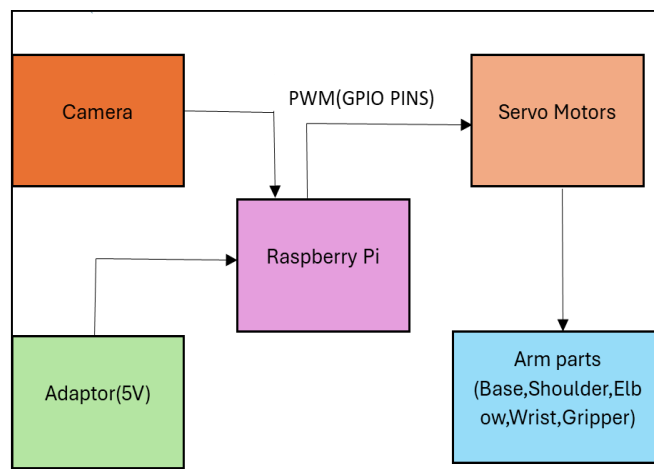 Camera
PWM(GPIO PINS)
Servo Motors
Raspberry Pi
Adaptor(5V)
Arm parts
(Base,Shoulder,Elb
ow,Wrist,Gripper)